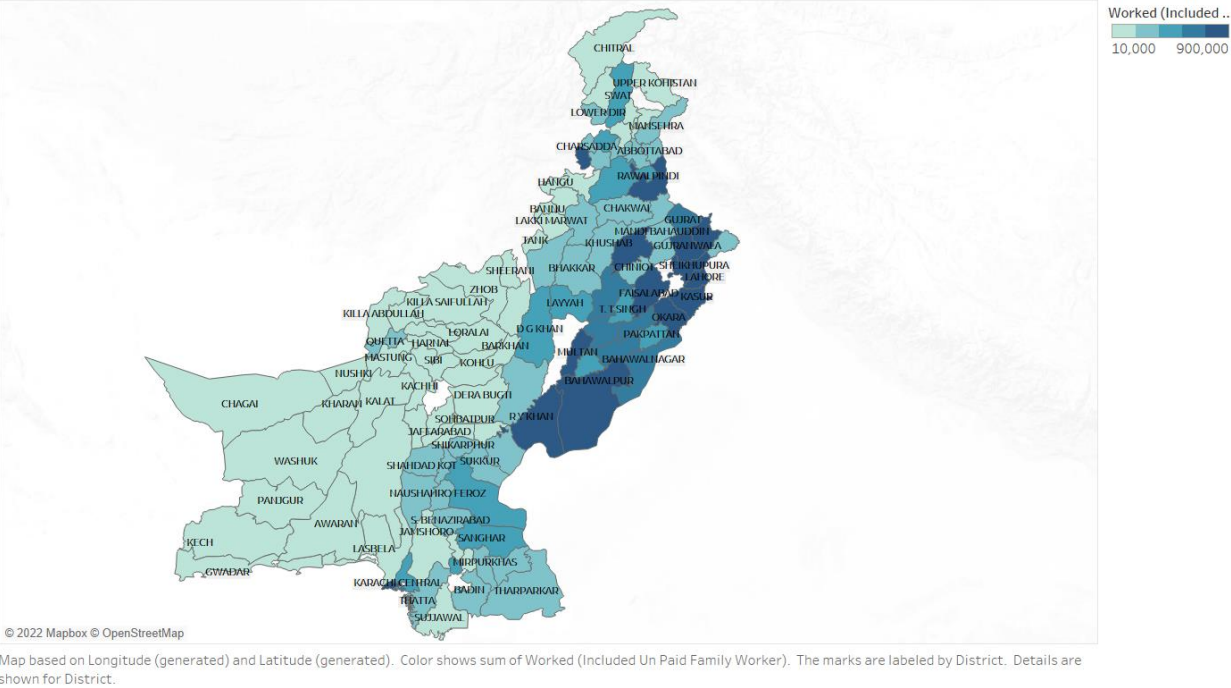 Worked (Included ..
10,000 900,000
CHITRAL
UPPER KOHISTAN
SWAT
LOWER DIR
MANSEHRA
CHARSADDA
ABBOTTABAD
RAWALPINDI
HANGU
BANNU
CHAKWAL
LAKKI MARWAT
GUJRAT
MANDI BAHAUDDIN
TANK
KHUSHAB
GUJRANWALA
SHEERANI
BHAKKAR
CHINIOT
SHEIKHUPURA
LAHORE
ZHOB
FAISALABAD
KASUR
KILLA SAIFULLAH
LAYYAH
T. T SINGH
KILLA ABDULLAH
OKARA
LORALAI
D G KHAN
PAKPATTAN
QUETTA
HARNAI
BARKHAN
MULTAN
MASTUNG
SIBI
KOHLU
BAHAWALNAGAR
NUSHKI
BAHAWALPUR
KACHHI
DERA BUGTI
CHAGAI
KHARAN
KALAT
SOHBATPUR
R Y KHAN
JAFFARABAD
SHIKARPHUR
WASHUK
SHAHDAD KOT
SUKKUR
PANJGUR
NAUSHAHRO FEROZ
AWARAN
S. BENAZIRABAD
JAMSHORO
SANGHAR
KECH
LASBELA
MIRPURKHAS
GWADAR
KARACHI CENTRAL
BADIN
THARPARKAR
THATTA
SUJJAWAL
© 2022 Mapbox © OpenStreetMap
Map based on Longitude (generated) and Latitude (generated). Color shows sum of Worked (Included Un Paid Family Worker). The marks are labeled by District. Details are
shown for District.